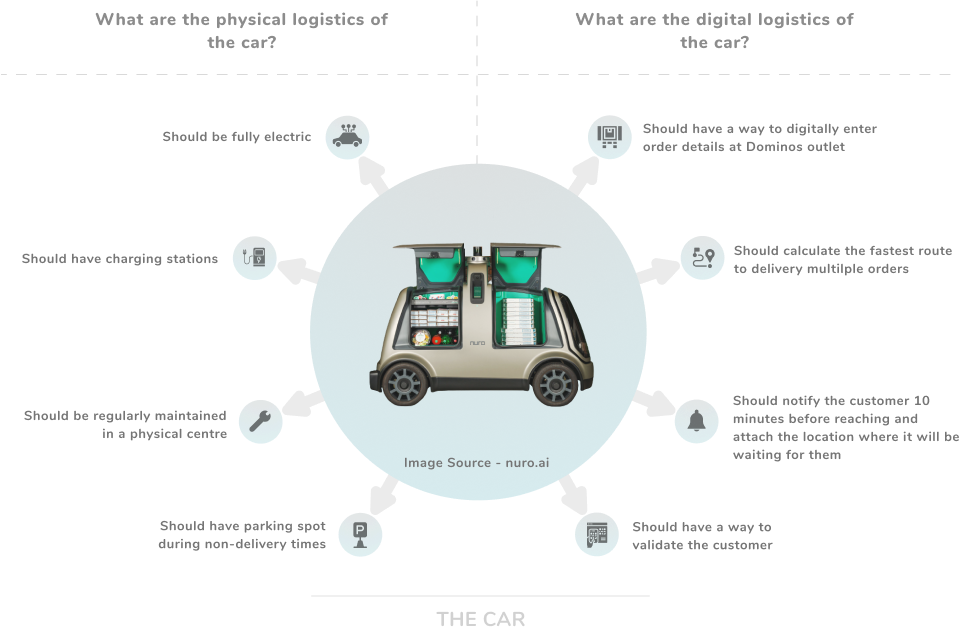 What are the physical logistics of
the car?
What are the digital logistics of
the car?
Should be fully electric
Should have charging stations
Should be regularly maintained
in a physical centre
Should have parking spot
during non-delivery times
Should have a way to digitally enter
order details at Dominos outlet
Should calculate the fastest route
to delivery multilple orders
Should notify the customer 10
minutes before reaching and
attach the location where it will be
waiting for them
Should have a way to
validate the customer
nuro
Image Source - nuro.ai
P
THE CAR